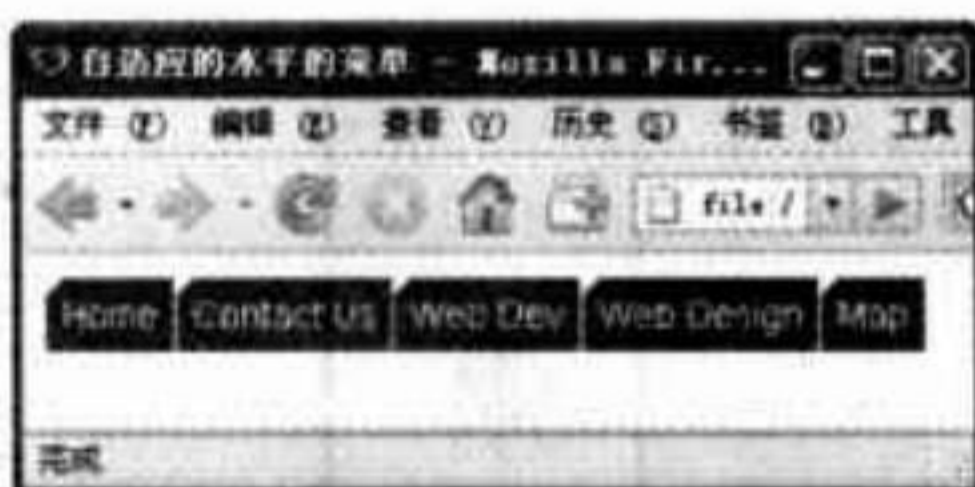 自适应的水平的菜单 - Mozilla Fir...
文件 (F) 编辑 (E) 查看 (V) 历史 (S) 书签 (B) 工具
file /
Home Contact Us Web Dev Web Design Map
完成